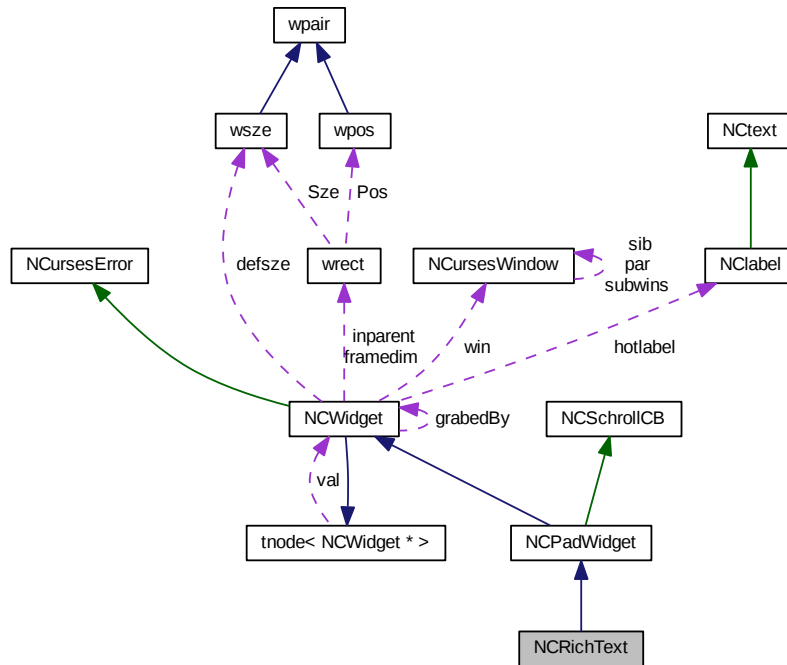 wpair
wsze
wpos
NCtext
Sze
Pos
NCursesError
defsze
wrect
NCursesWindow
sib
par
subwins
NClabel
inparent
framedim
win
hotlabel
NCWidget
grabedBy
NCSchrollCB
val
tnode< NCWidget * >
NCPadWidget
NCRichText